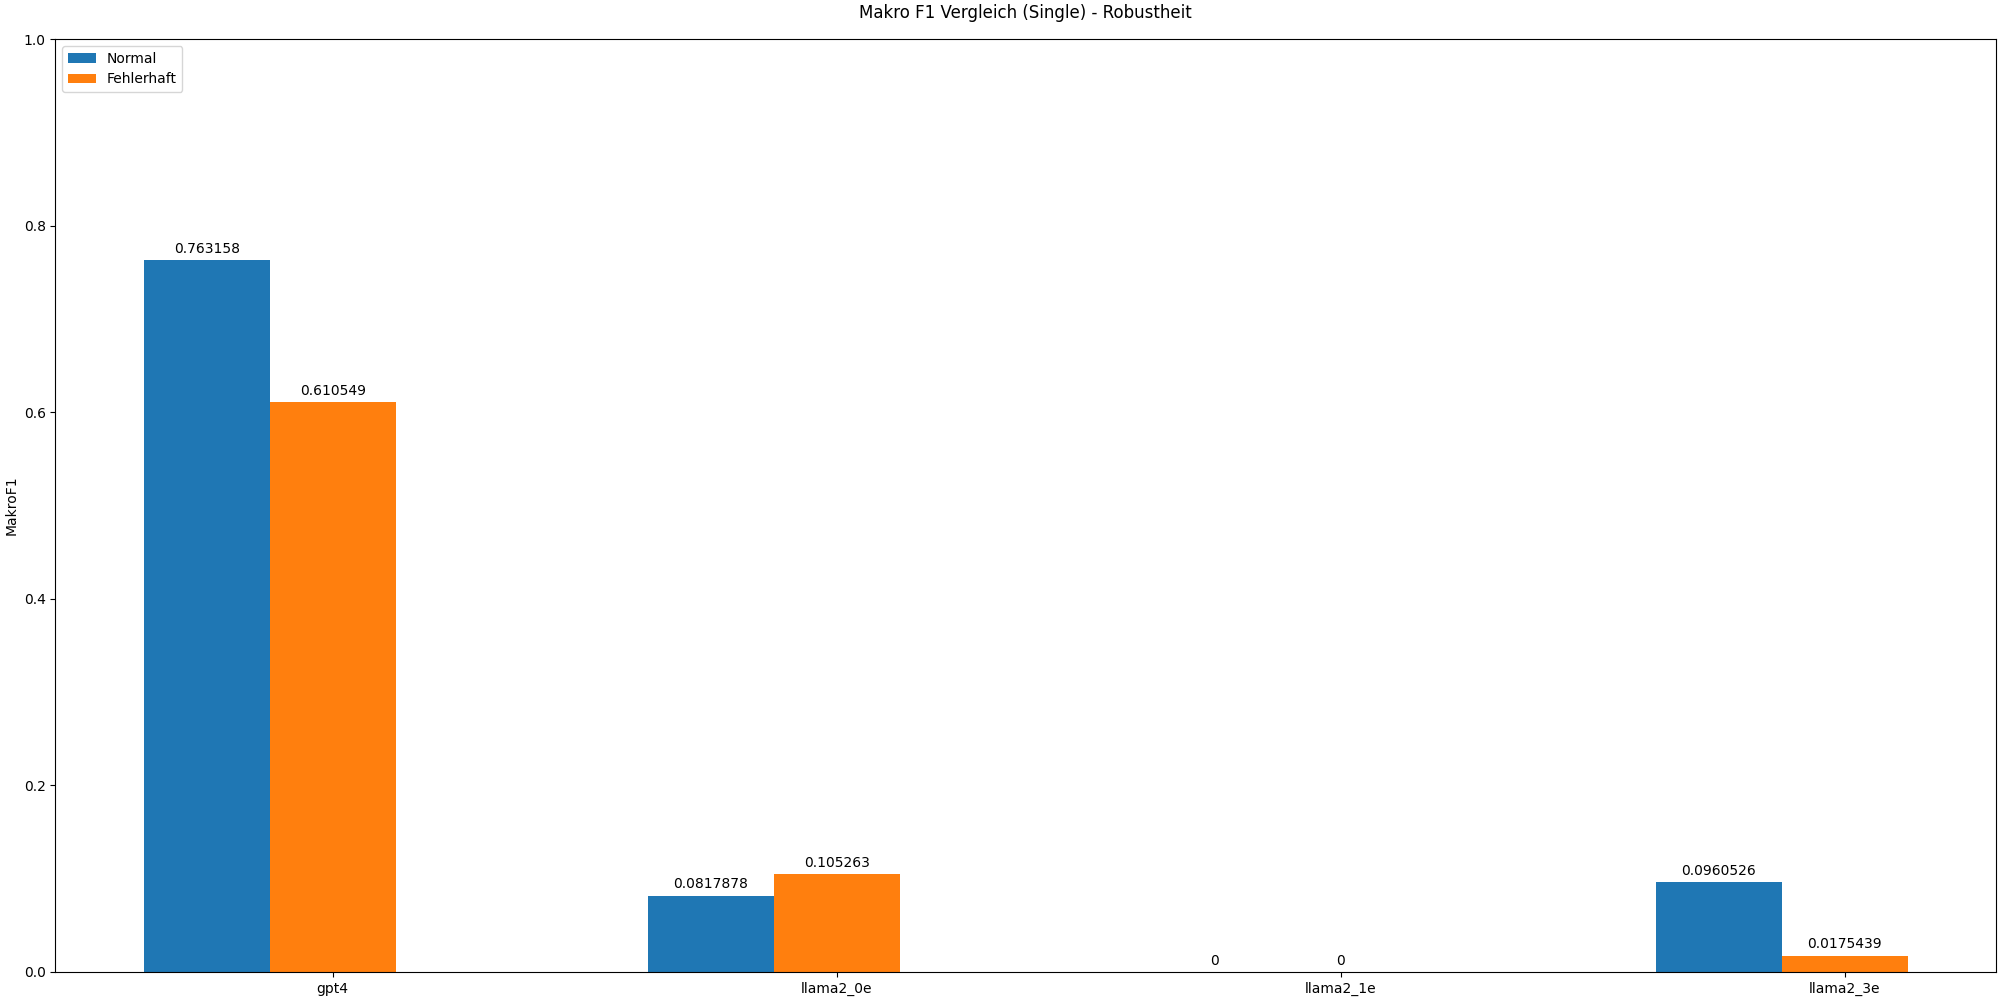 Makro F1 Vergleich (Single) - Robustheit
1.0
Normal
Fehlerhaft
0.8
0.763158
0.610549
0.6
MakroF1
0.4
0.2
0.105263
0.0817878
0.0960526
0.0175439
0 0
0.0
gpt4 llama2_0e llama2_1e llama2_3e